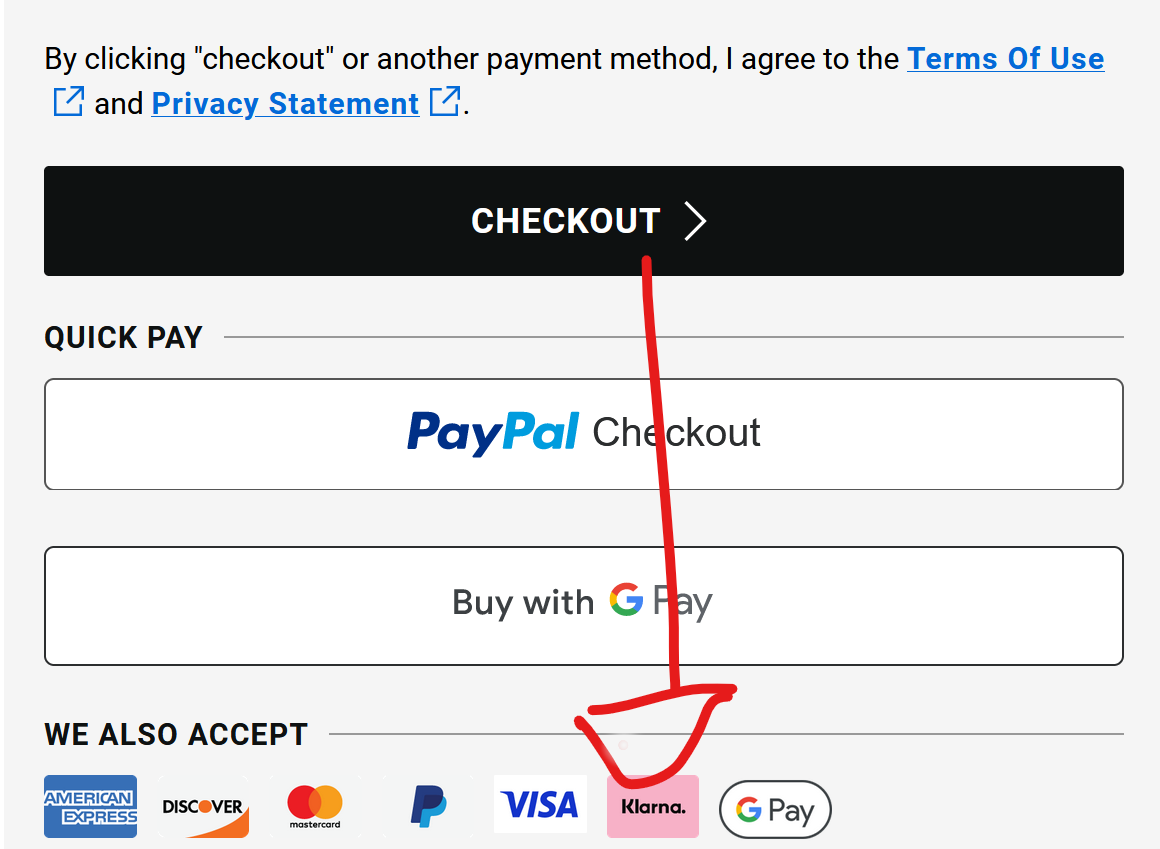 By clicking "checkout" or another payment method, I agree to the Terms Of Use
and Privacy Statement.
CHECKOUT
QUICK PAY
PayPal Checkout
Buy with G Pay
WE ALSO ACCEPT
AMERICAN EXPRESS
DISCOVER
mastercard
VISA
Klarna.
G Pay